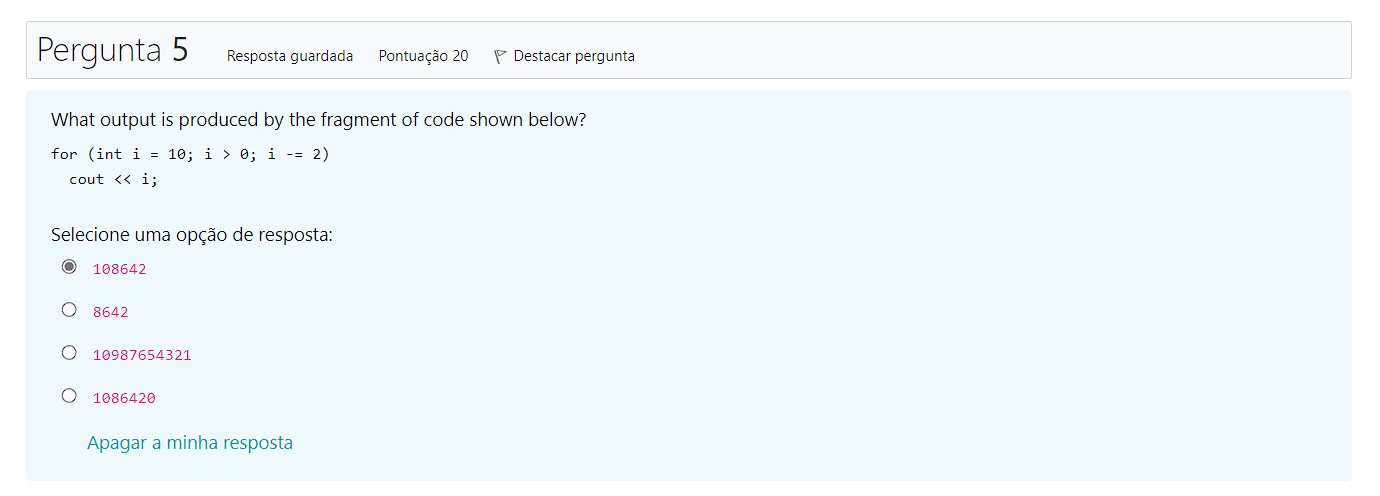 Pergunta 5 Resposta guardada Pontuação 20 Destacar pergunta
What output is produced by the fragment of code shown below?
for (int i = 10; i > 0; i -= 2)
cout << i;
Selecione uma opção de resposta:
108642
8642
10987654321
1086420
Apagar a minha resposta